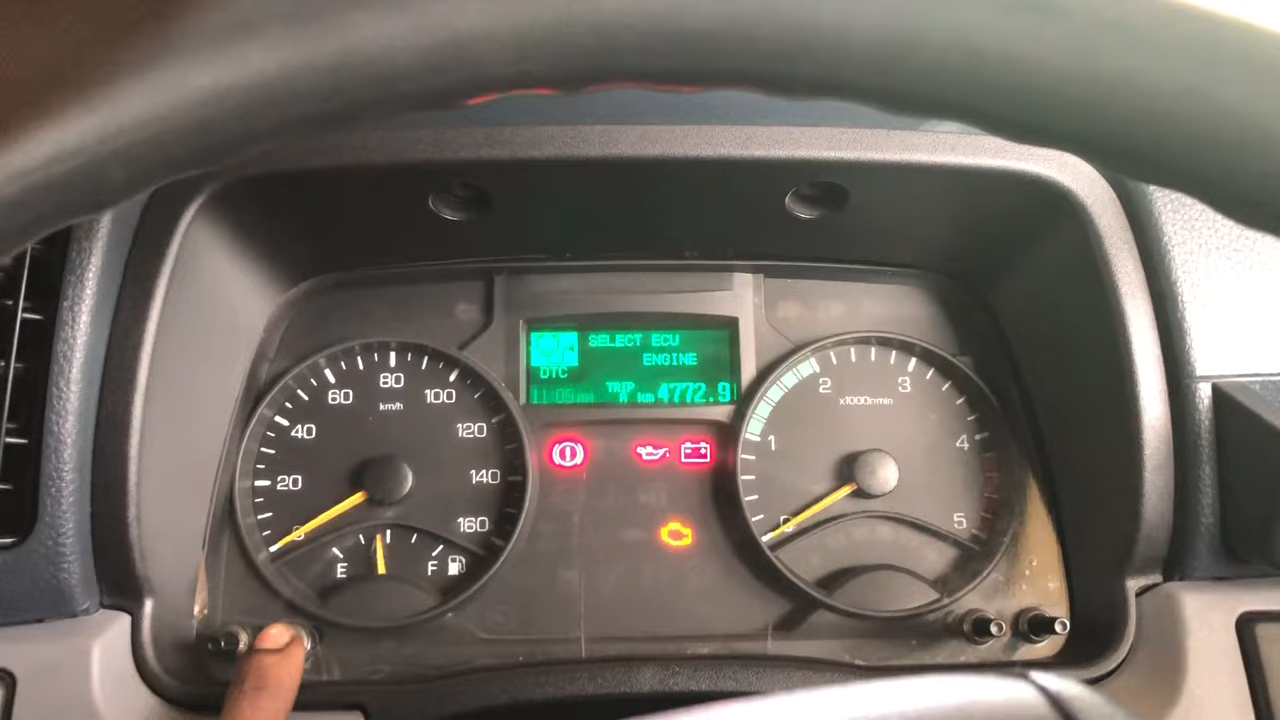 SELECT ECU
ENGINE
DTC
11:05
TRIP
A km 4772.9
0
20
40
60
80
100
120
140
160
km/h
E
F
0
1
2
3
4
5
x1000r/min